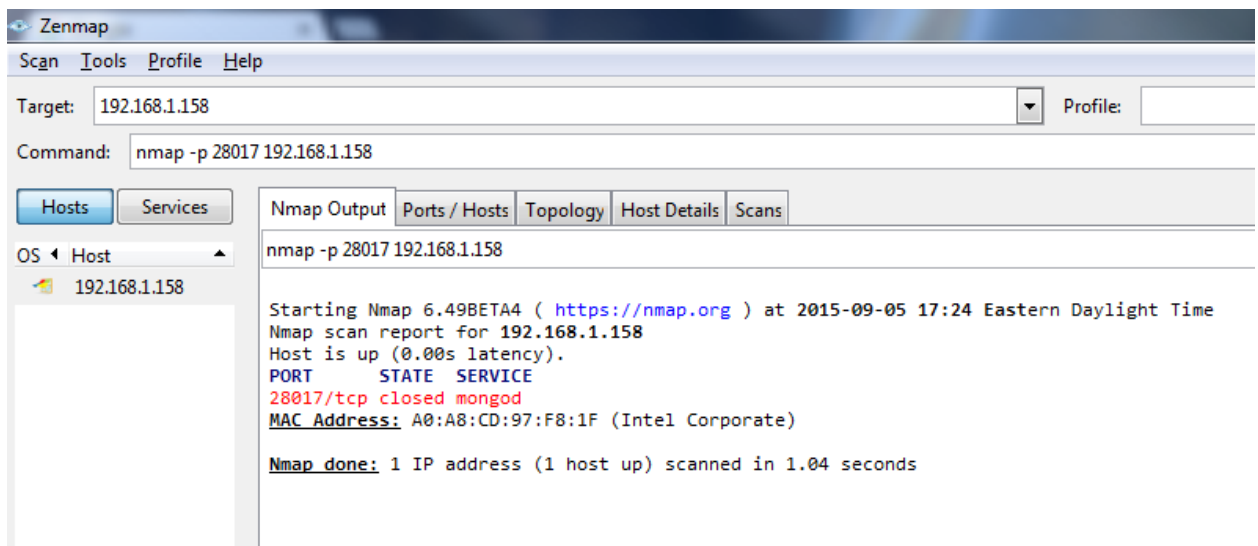 Zenmap
Scan Tools Profile Help
Target: 192.168.1.158 Profile:
Command: nmap -p 28017 192.168.1.158
Hosts Services Nmap Output Ports / Hosts Topology Host Details Scans
OS Host nmap -p 28017 192.168.1.158
192.168.1.158
Starting Nmap 6.49BETA4 ( https://nmap.org ) at 2015-09-05 17:24 Eastern Daylight Time
Nmap scan report for 192.168.1.158
Host is up (0.00s latency).
PORT STATE SERVICE
28017/tcp closed mongod
MAC Address: A0:A8:CD:97:F8:1F (Intel Corporate)
Nmap done: 1 IP address (1 host up) scanned in 1.04 seconds